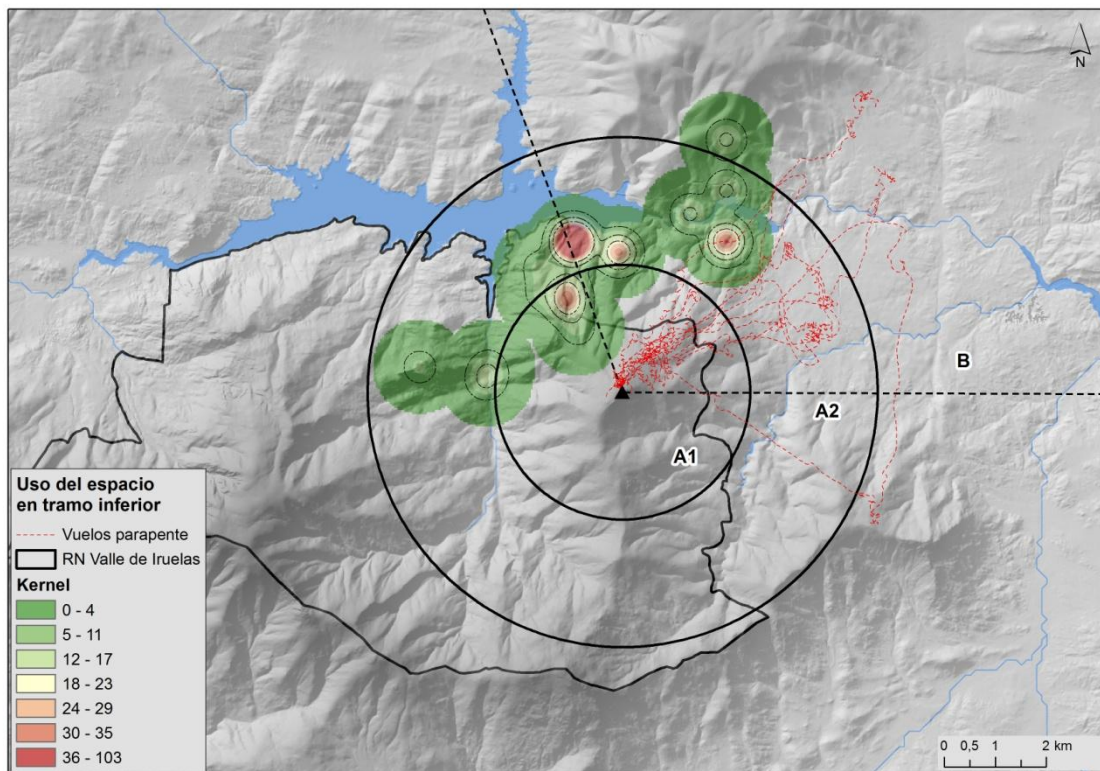 N
B
A2
A1
Uso del espacio
en tramo inferior
Vuelos parapente
RN Valle de Iruelas
Kernel
0 - 4
5 - 11
12 - 17
18 - 23
24 - 29
30 - 35
36 - 103
0 0,5 1 2 km